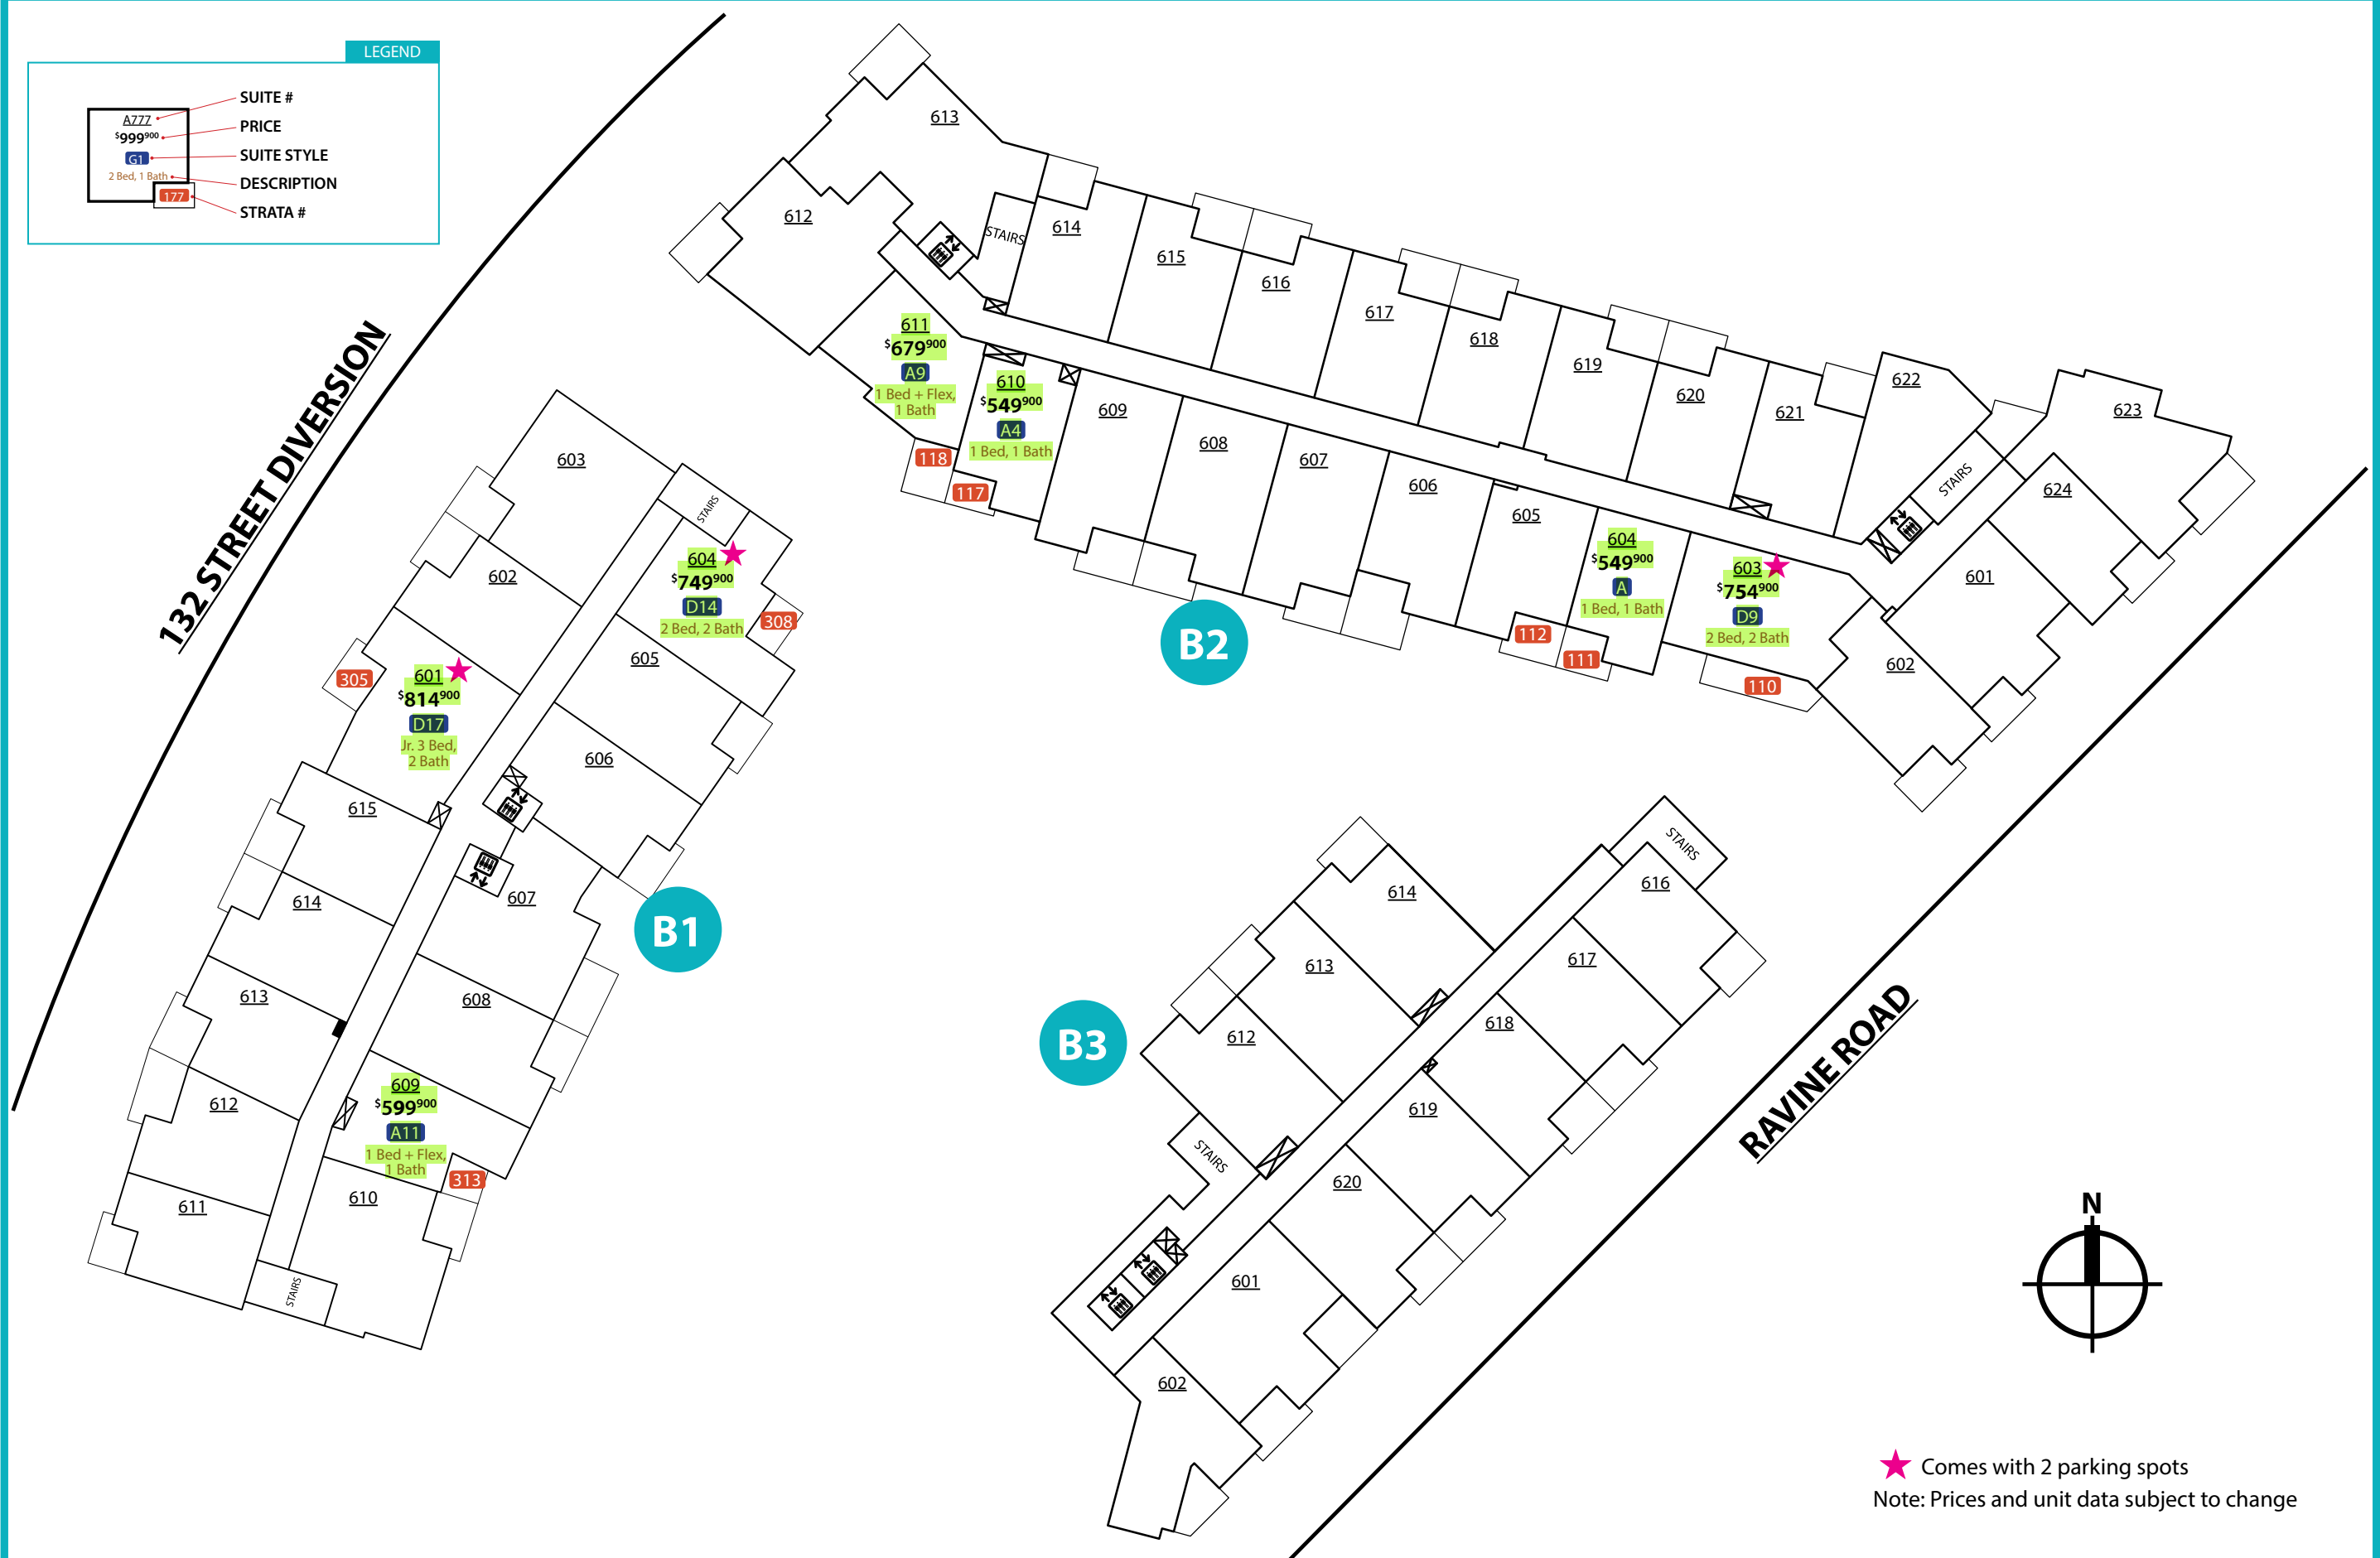 LEGEND
A777
$999900
G1
2 Bed, 1 Bath
177
SUITE #
PRICE
SUITE STYLE
DESCRIPTION
STRATA #
132 STREET DIVERSION
613
612
STAIRS
614
615
616
617
618
619
620
621
622
623
STAIRS
624
611
$679900
A9
1 Bed + Flex,
1 Bath
118
610
$549900
A4
1 Bed, 1 Bath
117
609
608
607
606
605
112
604
$549900
A
1 Bed, 1 Bath
111
603
$754900
D9
2 Bed, 2 Bath
110
601
602
B2
603
STAIRS
602
604
$749900
D14
2 Bed, 2 Bath
308
605
305
601
$814900
D17
Jr. 3 Bed,
2 Bath
606
615
607
614
B1
613
608
612
609
$599900
A11
1 Bed + Flex,
1 Bath
313
611
610
STAIRS
STAIRS
614
616
613
617
B3
612
618
619
STAIRS
620
601
602
RAVINE ROAD
N
Comes with 2 parking spots
Note: Prices and unit data subject to change